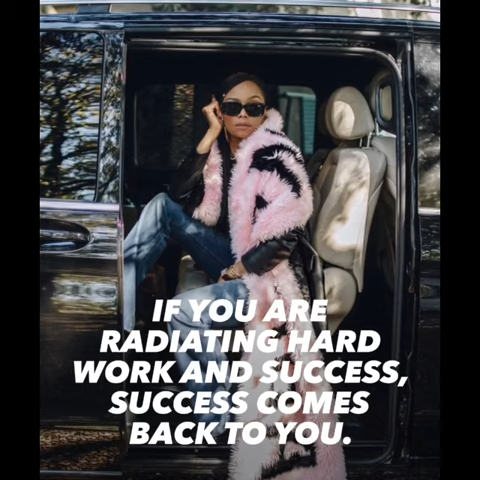 IF YOU ARE
RADIATING HARD
WORK AND SUCCESS,
SUCCESS COMES
BACK TO YOU.